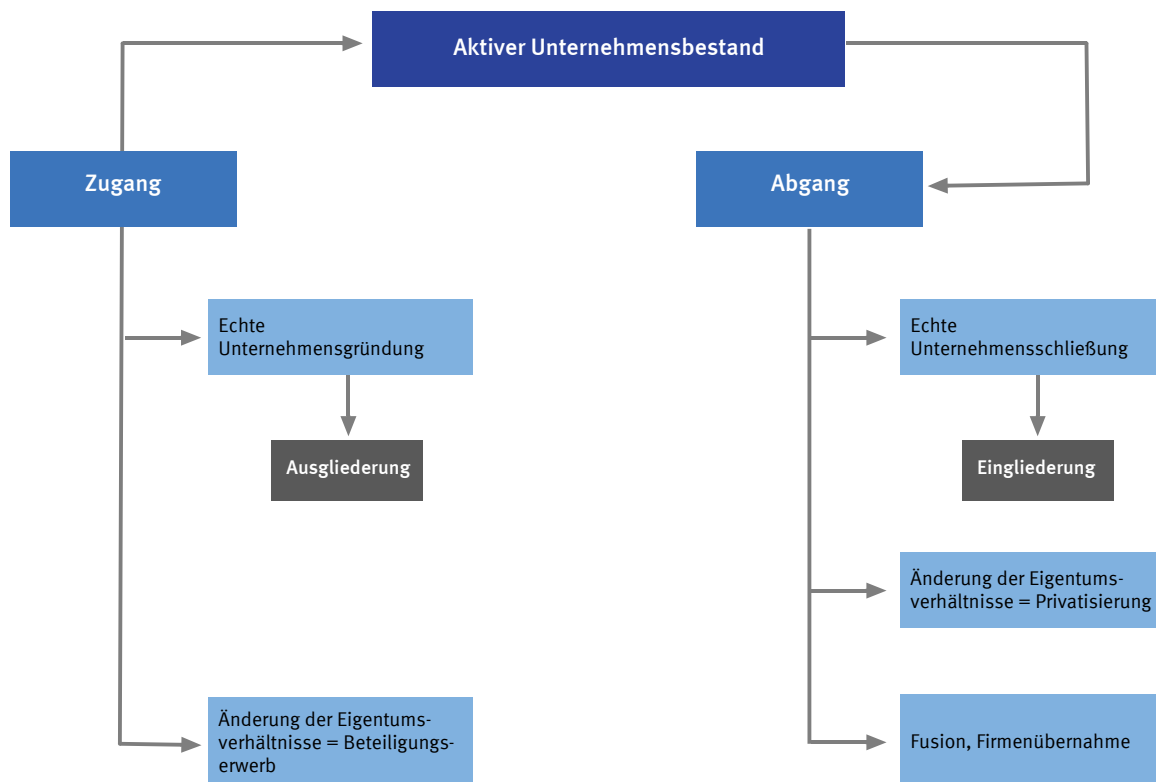 Aktiver Unternehmensbestand
Zugang
Abgang
Echte
Unternehmensgründung
Ausgliederung
Änderung der Eigentums-
verhältnisse = Beteiligungs-
erwerb
Echte
Unternehmensschließung
Eingliederung
Änderung der Eigentums-
verhältnisse = Privatisierung
Fusion, Firmenübernahme